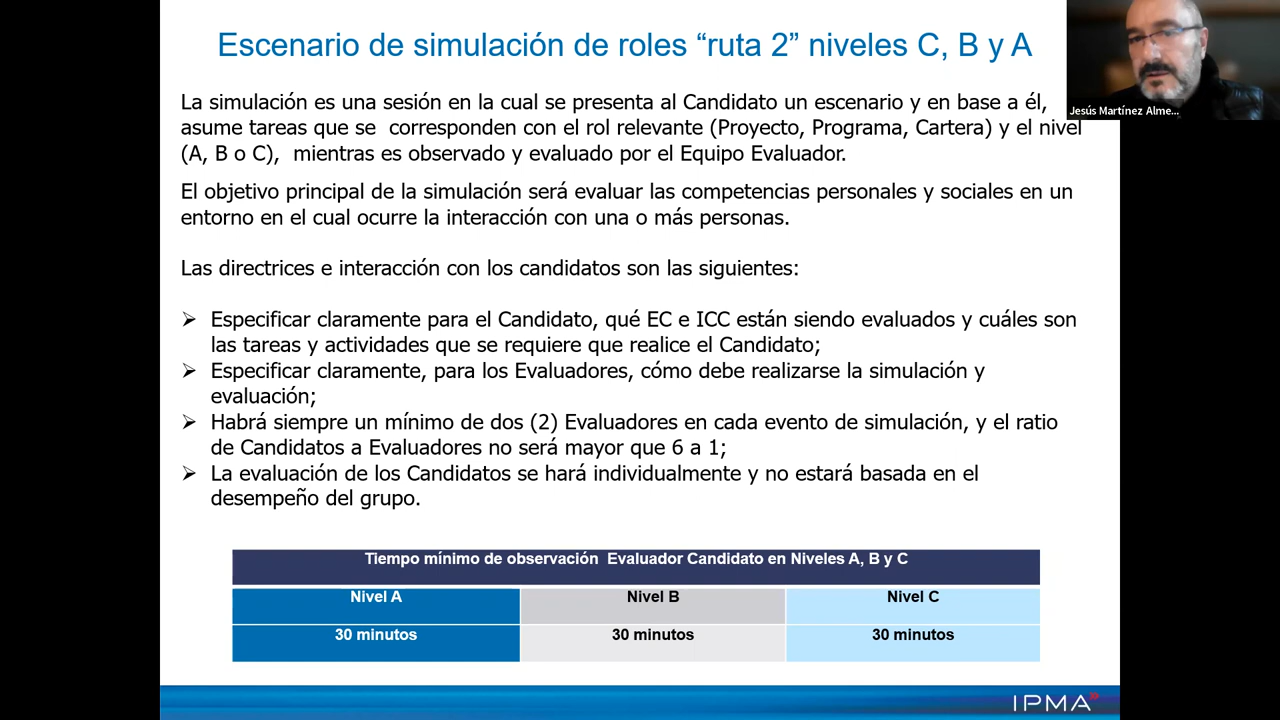 Escenario de simulación de roles “ruta 2” niveles C, B y A
Jesús Martínez Alme...
La simulación es una sesión en la cual se presenta al Candidato un escenario y en base a él,
asume tareas que se corresponden con el rol relevante (Proyecto, Programa, Cartera) y el nivel
(A, B o C), mientras es observado y evaluado por el Equipo Evaluador.
El objetivo principal de la simulación será evaluar las competencias personales y sociales en un
entorno en el cual ocurre la interacción con una o más personas.
Las directrices e interacción con los candidatos son las siguientes:
➢ Especificar claramente para el Candidato, qué EC e ICC están siendo evaluados y cuáles son
las tareas y actividades que se requiere que realice el Candidato;
➢ Especificar claramente, para los Evaluadores, cómo debe realizarse la simulación y
evaluación;
➢ Habrá siempre un mínimo de dos (2) Evaluadores en cada evento de simulación, y el ratio
de Candidatos a Evaluadores no será mayor que 6 a 1;
➢ La evaluación de los Candidatos se hará individualmente y no estará basada en el
desempeño del grupo.
Tiempo mínimo de observación Evaluador Candidato en Niveles A, B y C
Nivel A Nivel B Nivel C
30 minutos 30 minutos 30 minutos
IPMA